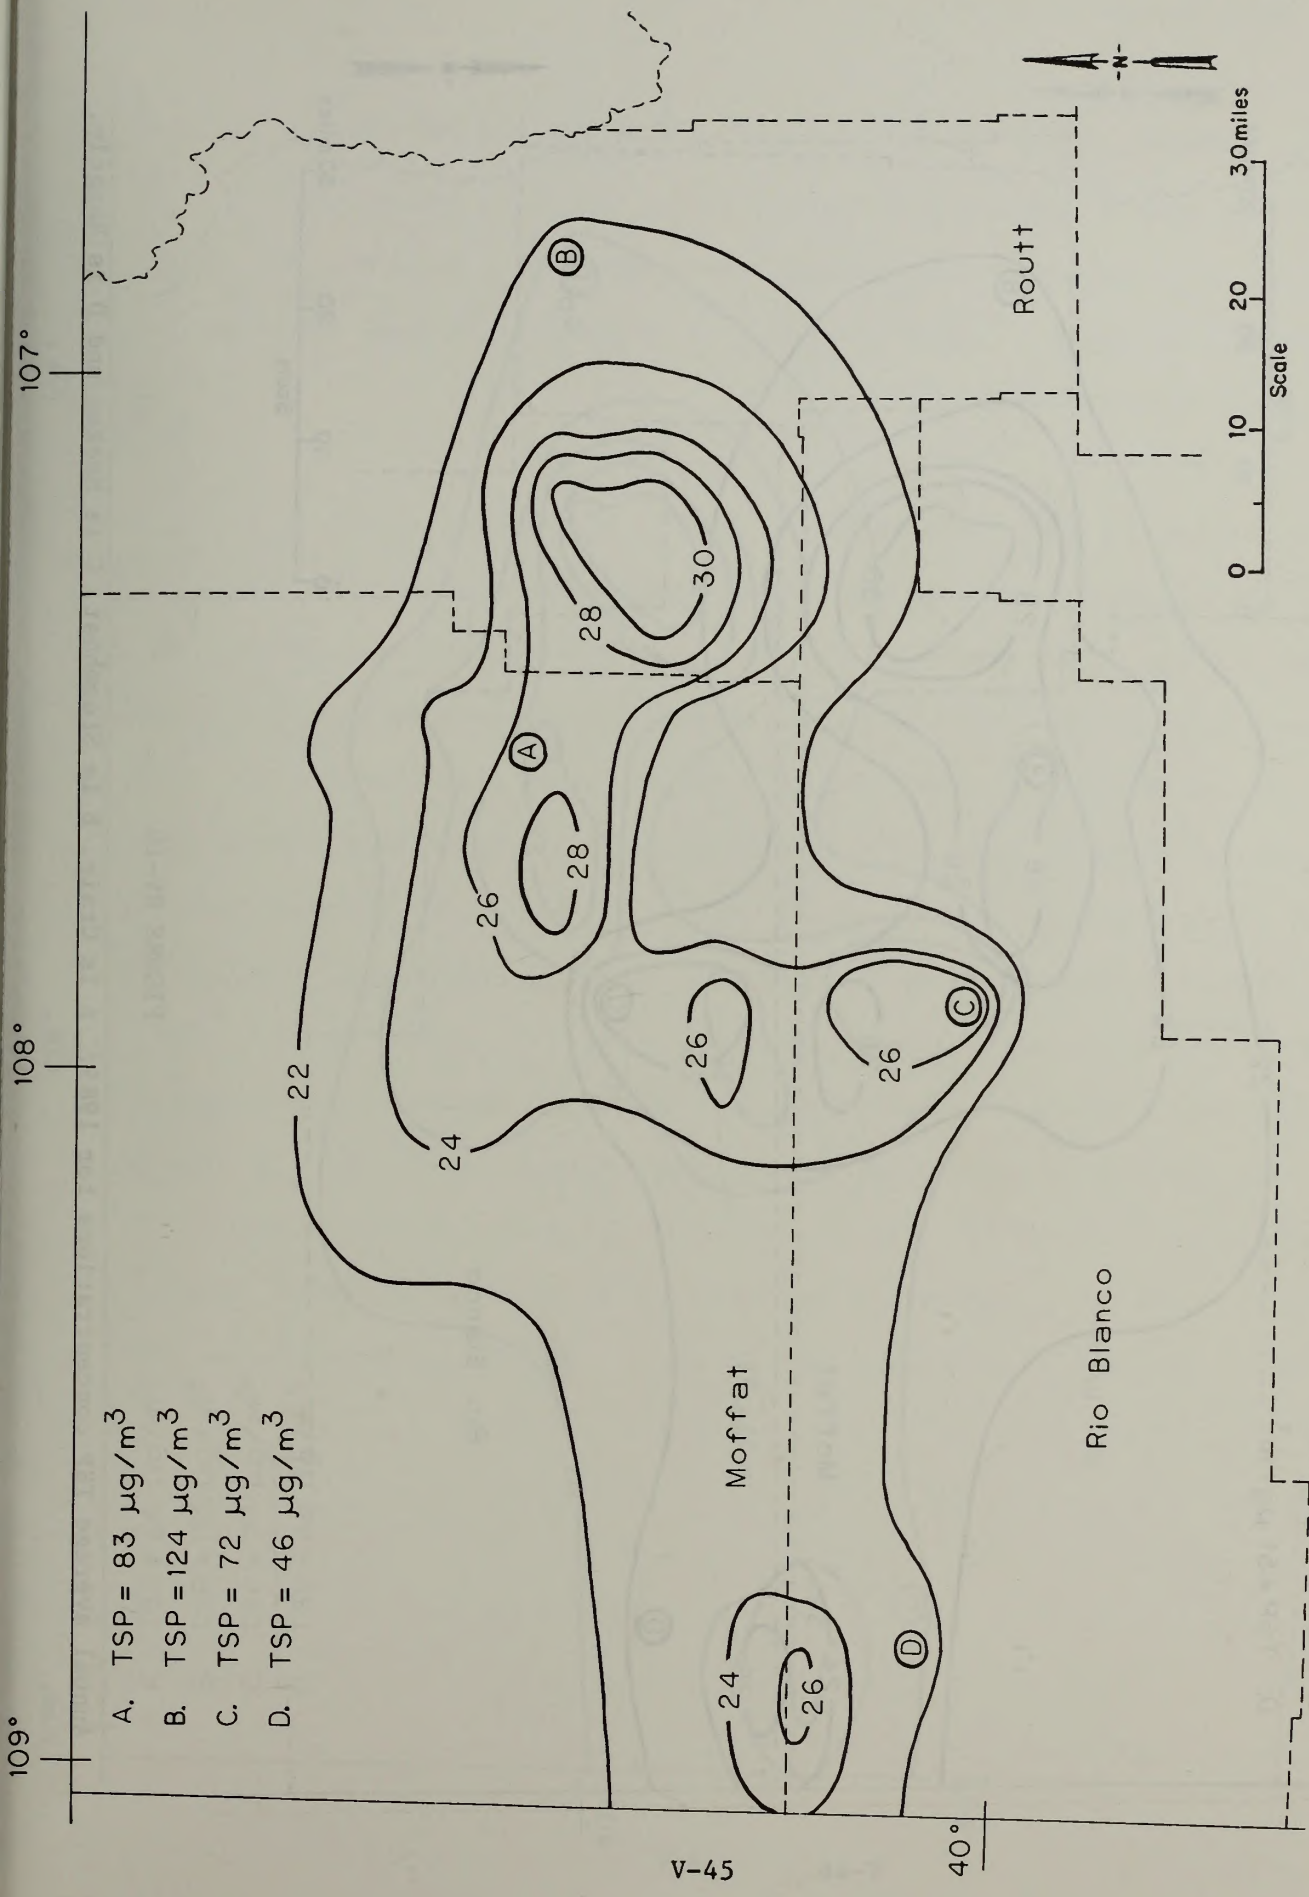 109°
108°
107°
A. TSP = 83 µg/m³
B. TSP = 124 µg/m³
C. TSP = 72 µg/m³
D. TSP = 46 µg/m³
22
24
26
28
A
28
30
B
26
26
C
24
26
D
Moffat
Rio Blanco
Routt
40°
0 10 20 30 miles
Scale
-N-
V-45